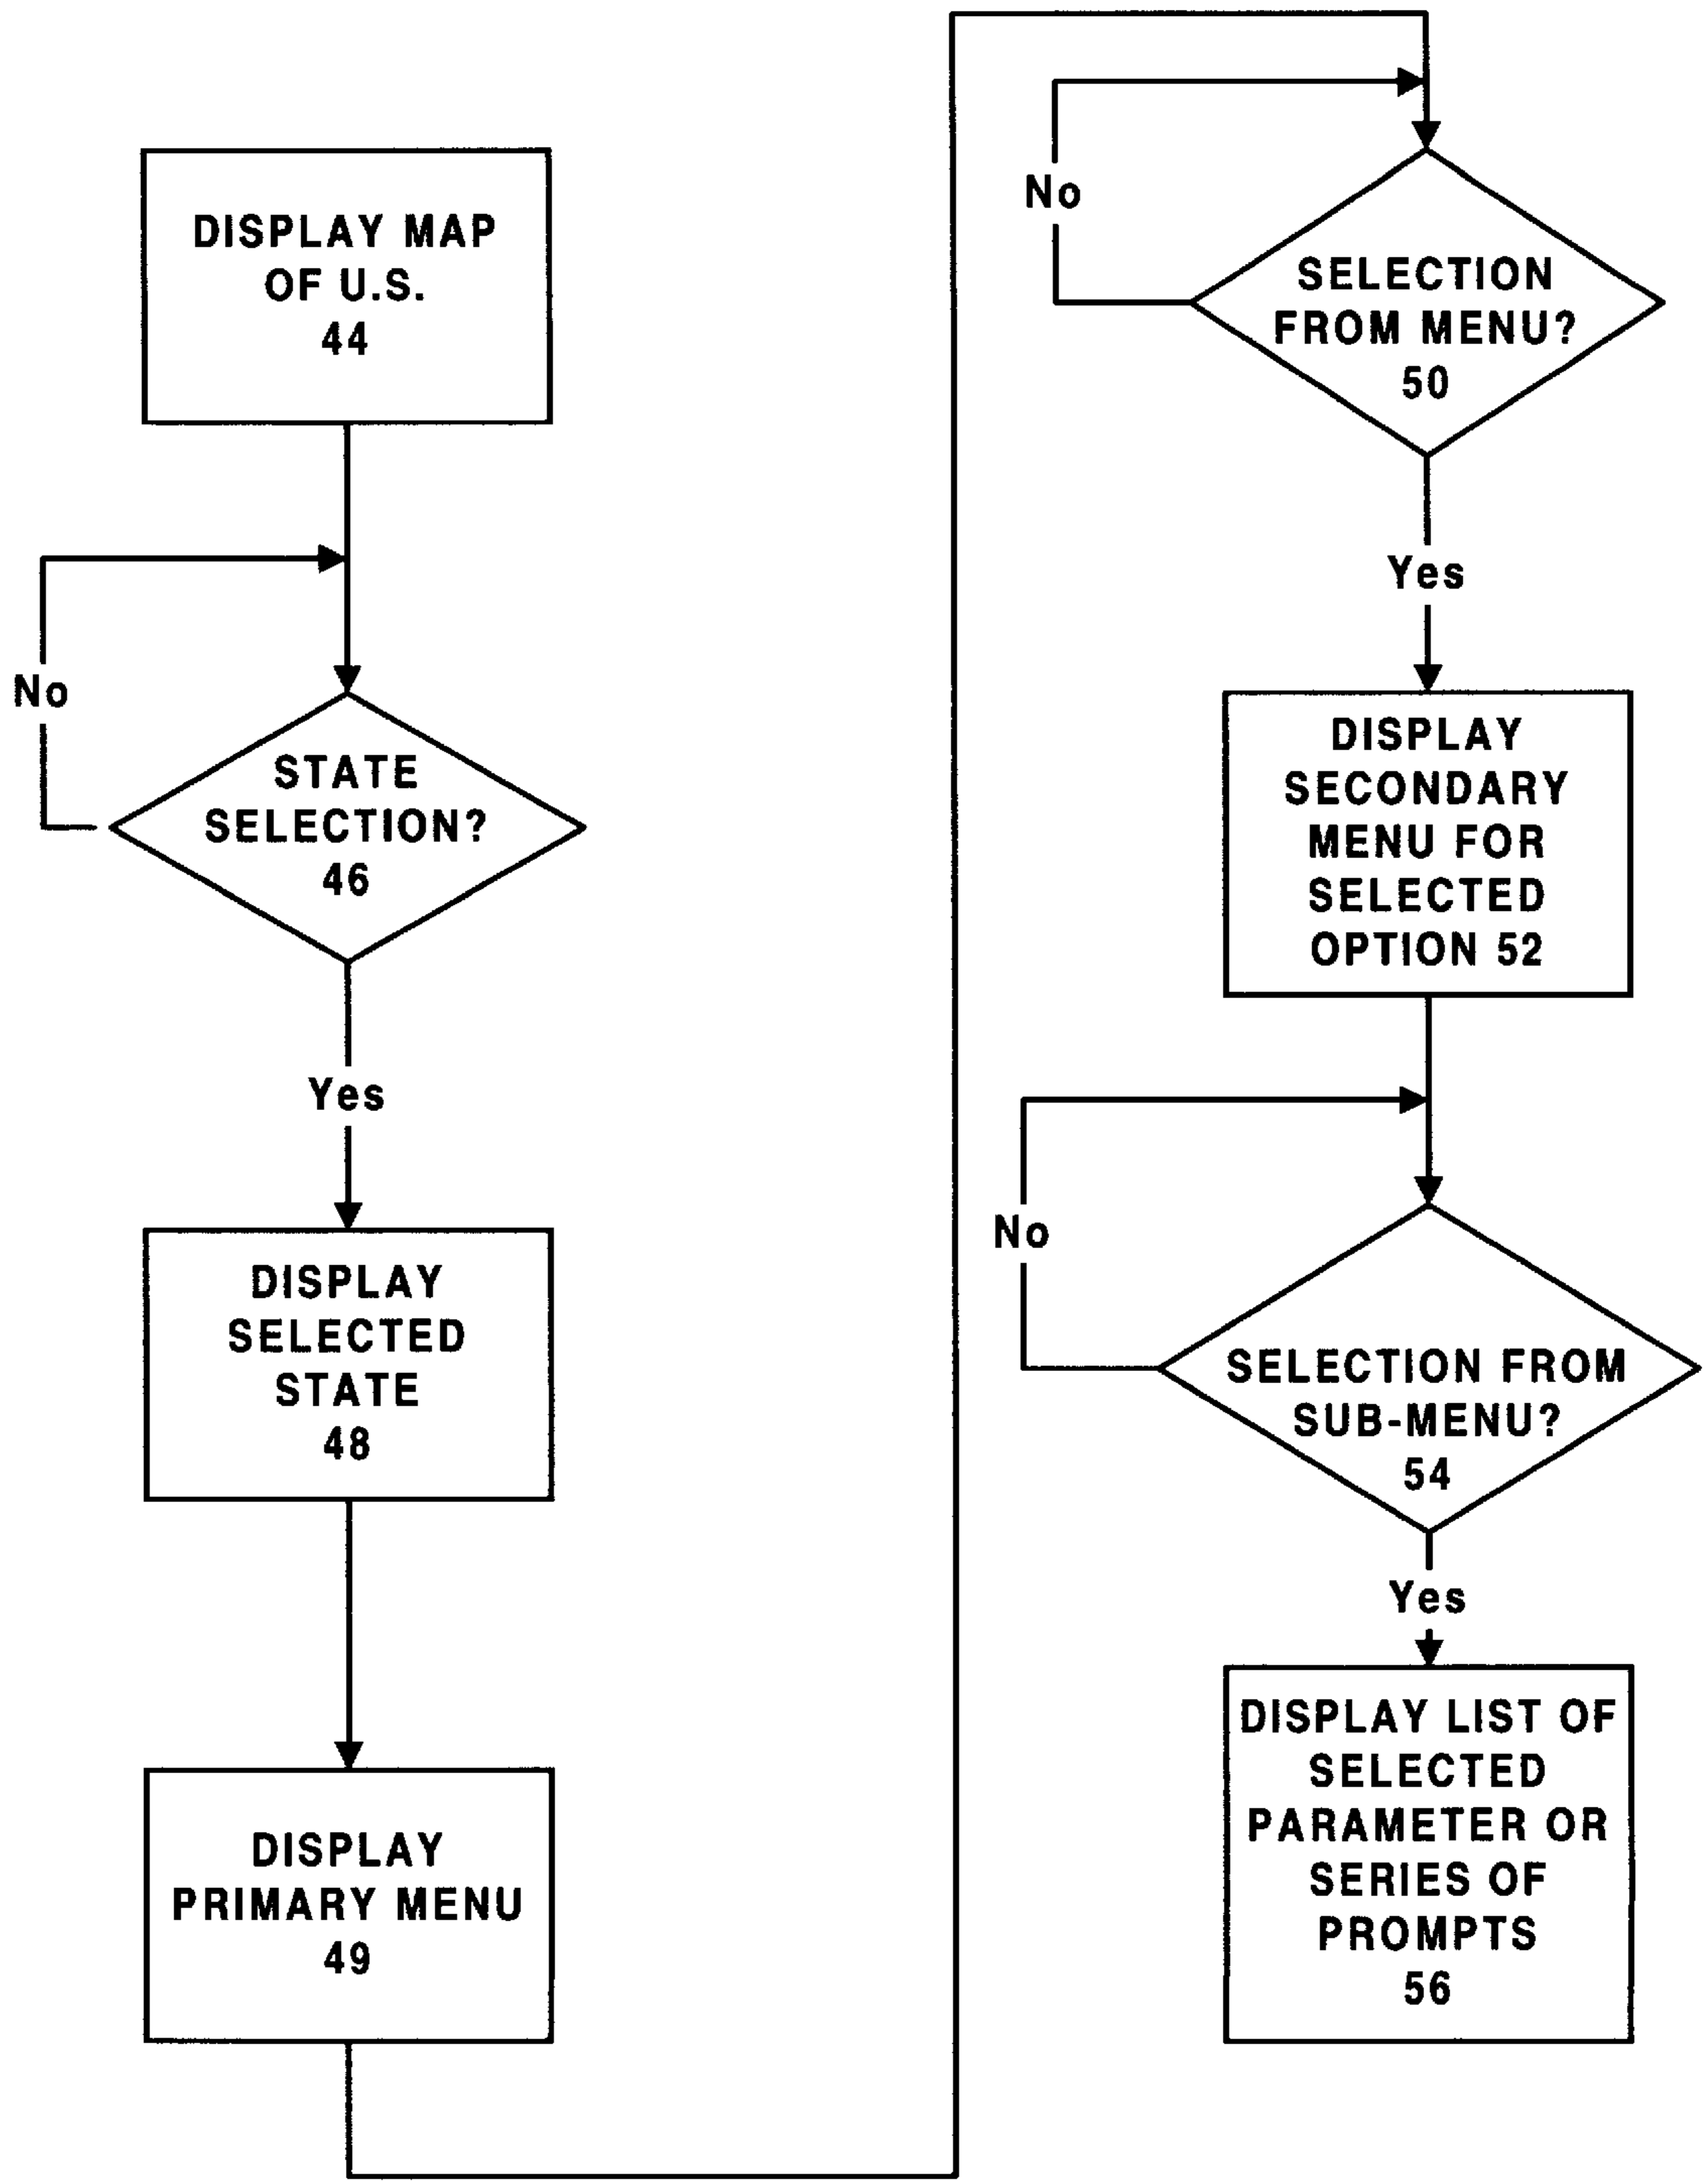 DISPLAY MAP
OF U.S.
44
No
STATE
SELECTION?
46
Yes
DISPLAY
SELECTED
STATE
48
DISPLAY
PRIMARY MENU
49
No
SELECTION
FROM MENU?
50
Yes
DISPLAY
SECONDARY
MENU FOR
SELECTED
OPTION 52
No
SELECTION FROM
SUB-MENU?
54
Yes
DISPLAY LIST OF
SELECTED
PARAMETER OR
SERIES OF
PROMPTS
56